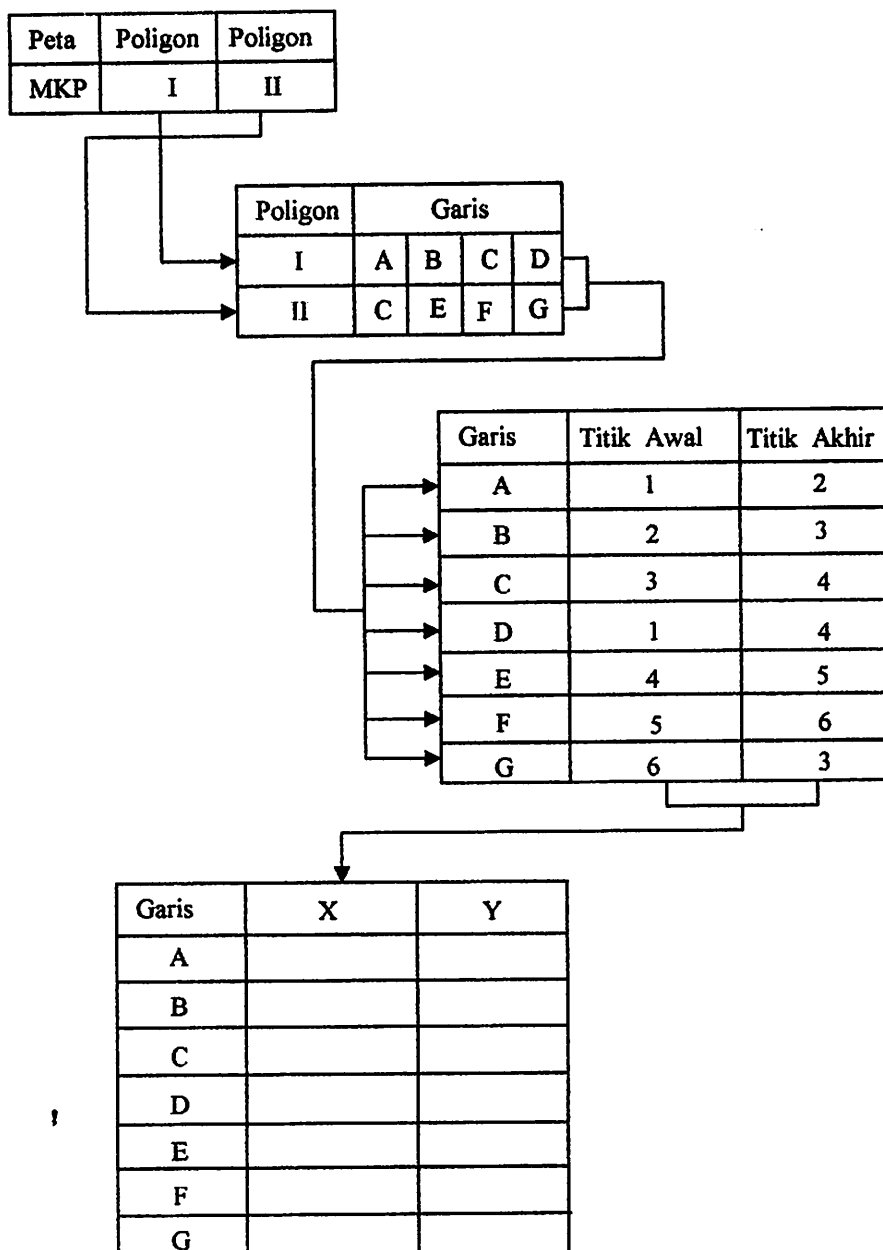 Peta Poligon Poligon
MKP I II
Poligon Garis
I A B C D
II C E F G
Garis Titik Awal Titik Akhir
A 1 2
B 2 3
C 3 4
D 1 4
E 4 5
F 5 6
G 6 3
Garis X Y
A
B
C
D
E
F
G